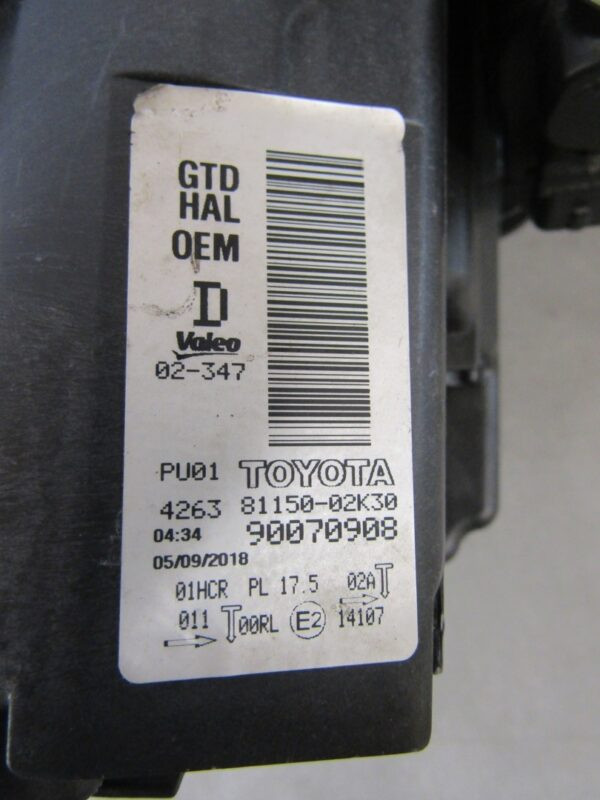 GTD
HAL
OEM
D
Valeo
02-347
PU01 TOYOTA
4263 81150-02K30
04:34 90070908
05/09/2018
01HCR PL 17.5 02A
011 00RL E2 14107